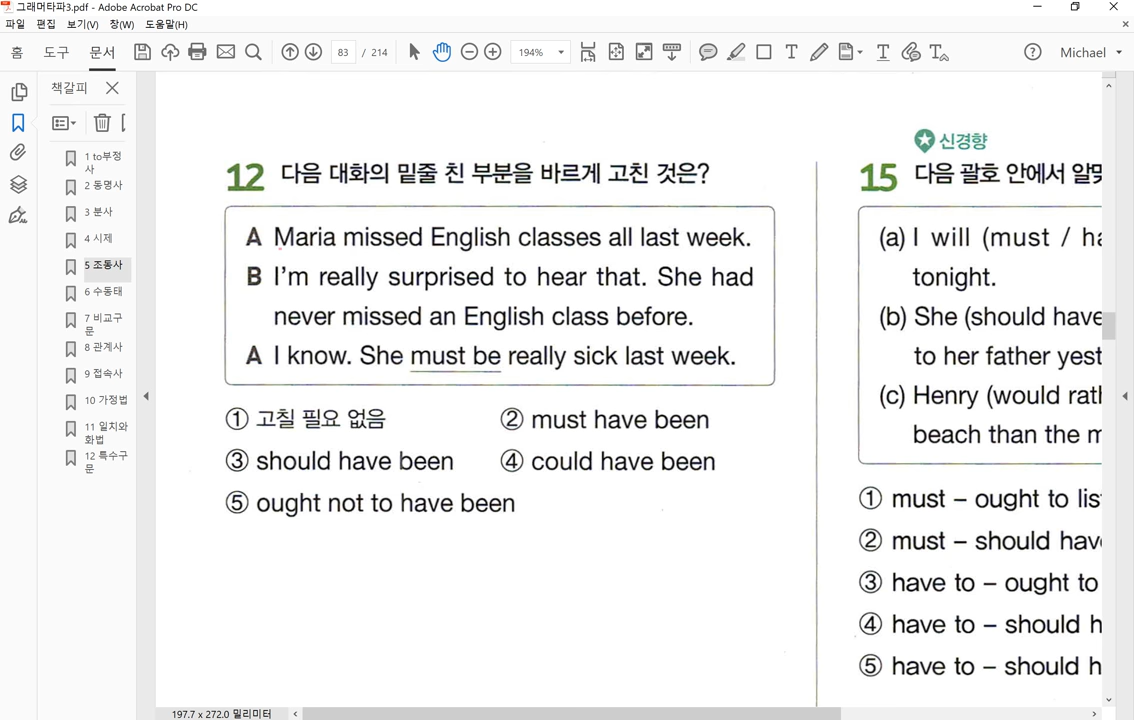 그래머타파3.pdf - Adobe Acrobat Pro DC
파일 편집 보기(V) 창(W) 도움말(H)
홈 도구 문서 83 / 214 194% Michael
책갈피
1 to부정
사
2 동명사
3 분사
4 시제
5 조동사
6 수동태
7 비교구
문
8 관계사
9 접속사
10 가정법
11 일치와
화법
12 특수구
문
12 다음 대화의 밑줄 친 부분을 바르게 고친 것은?
A Maria missed English classes all last week.
B I'm really surprised to hear that. She had
never missed an English class before.
A I know. She must be really sick last week.
① 고칠 필요 없음 ② must have been
③ should have been ④ could have been
⑤ ought not to have been
신경향
15 다음 괄호 안에서 알맞
(a) I will (must / ha
tonight.
(b) She (should have
to her father yest
(c) Henry (would rath
beach than the m
① must – ought to lis
② must – should hav
③ have to – ought to
④ have to – should h
⑤ have to – should h
197.7 x 272.0 밀리미터